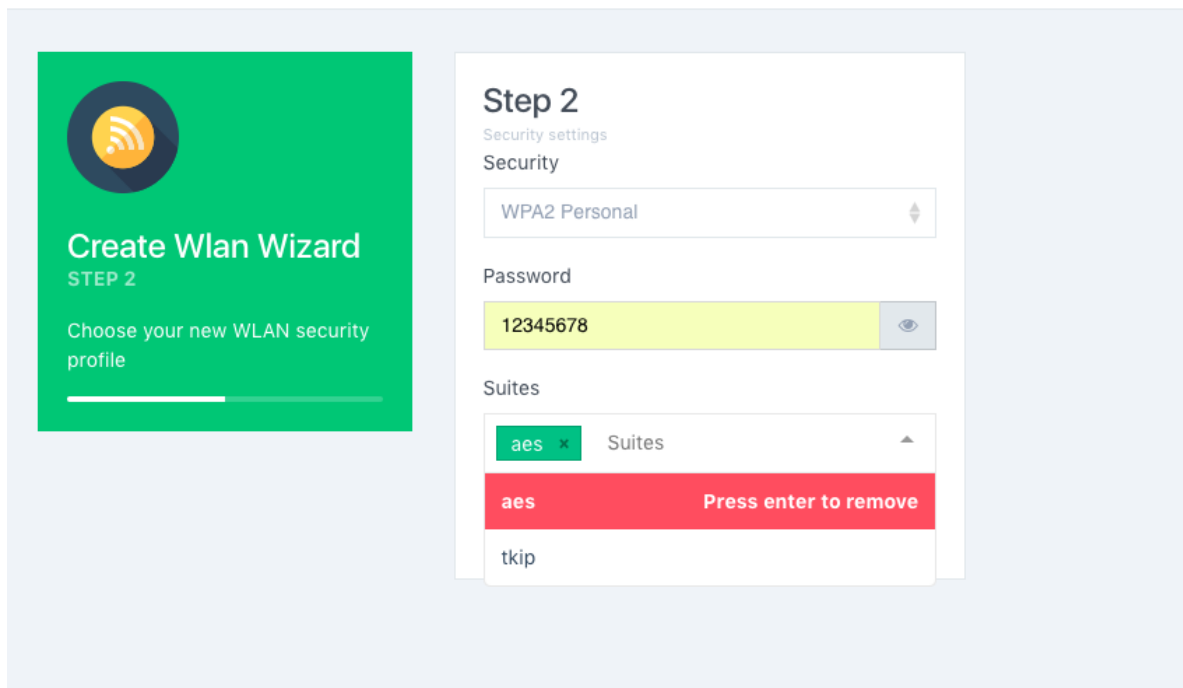 Create Wlan Wizard
STEP 2
Choose your new WLAN security
profile
Step 2
Security settings
Security
WPA2 Personal
Password
12345678
Suites
aes × Suites
aes Press enter to remove
tkip